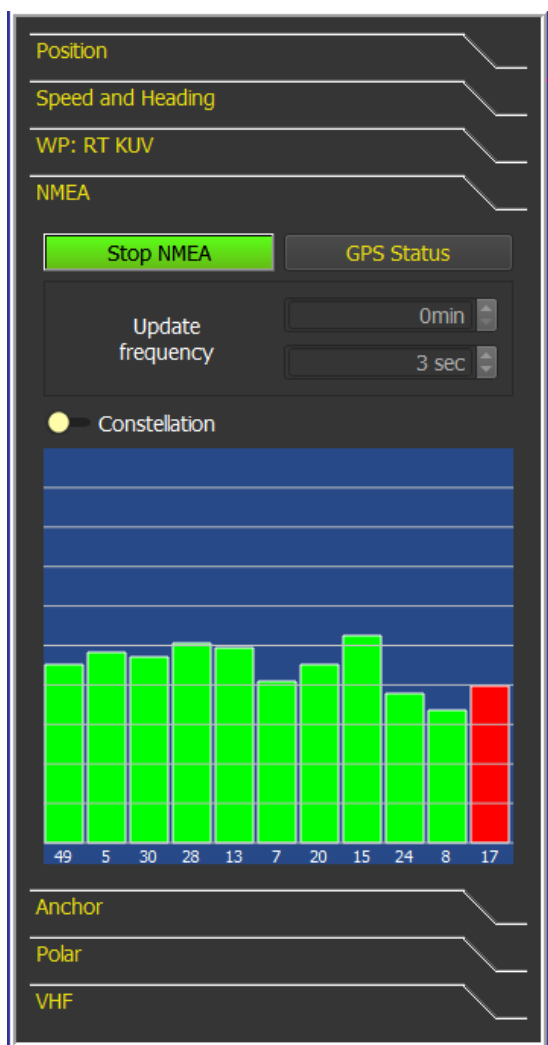 Position
Speed and Heading
WP: RT KUV
NMEA
Stop NMEA GPS Status
Update
frequency
0min
3 sec
Constellation
49 5 30 28 13 7 20 15 24 8 17
Anchor
Polar
VHF